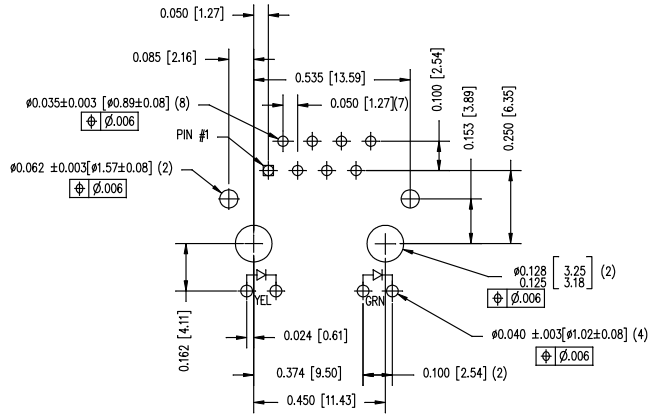 0.050 [1.27]
0.085 [2.16]
0.535 [13.59]
ø0.035±0.003 [ø0.89±0.08] (8)
⌖ Ø.006
0.050 [1.27](7)
0.100 [2.54]
0.153 [3.89]
0.250 [6.35]
PIN #1
ø0.062 ±0.003[ø1.57±0.08] (2)
⌖ Ø.006
ø0.128 [3.25] (2)
0.125 [3.18]
⌖ Ø.006
YEL
GRN
0.162 [4.11]
0.024 [0.61]
ø0.040 ±.003[ø1.02±0.08] (4)
⌖ Ø.006
0.374 [9.50]
0.100 [2.54] (2)
0.450 [11.43]